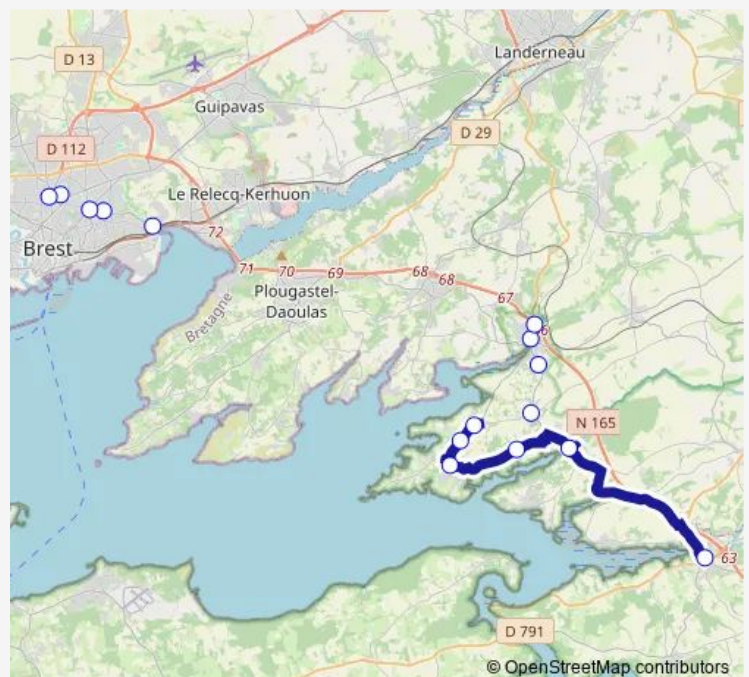 Landerneau
D 13
Guipavas
D 29
D 112
Le Relecq-Kerhuon
72
Brest
71
70
69
68
68
67
Plougastel-
Daoulas
Bretagne
N 165
63
D 791
© OpenStreetMap contributors